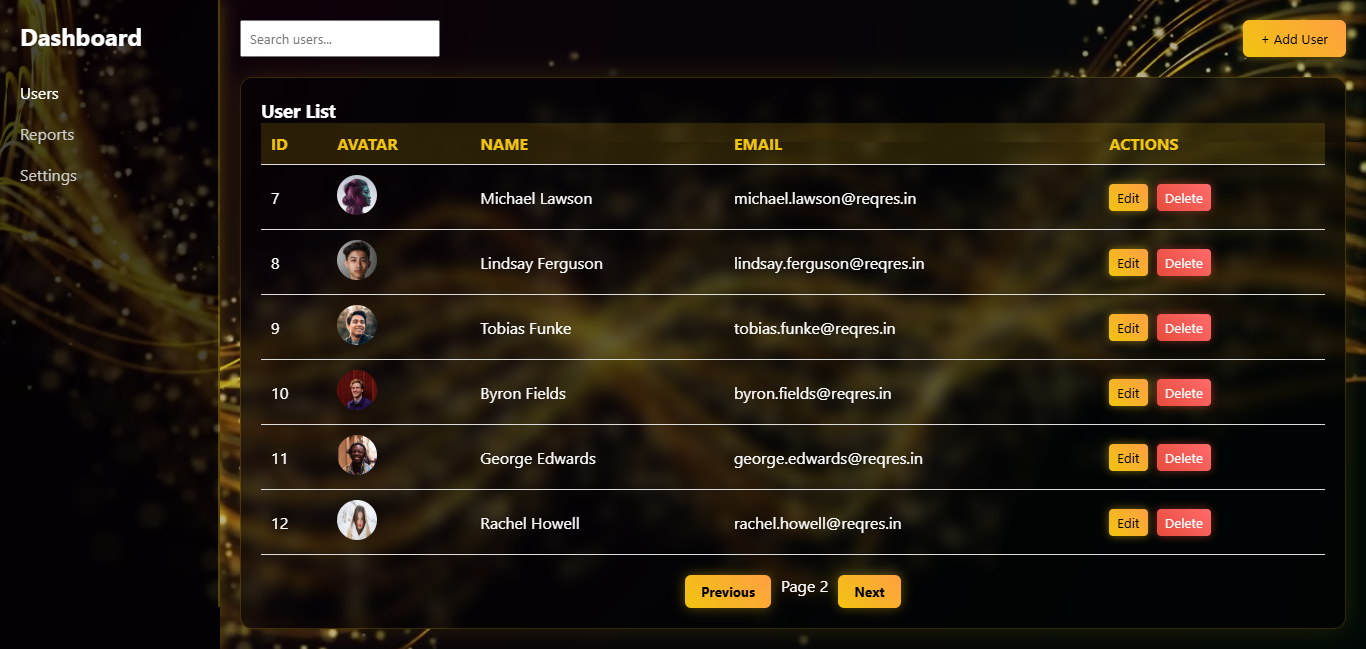 Dashboard
Users
Reports
Settings
Search users...
+ Add User
User List
ID AVATAR NAME EMAIL ACTIONS
7 Michael Lawson michael.lawson@reqres.in Edit Delete
8 Lindsay Ferguson lindsay.ferguson@reqres.in Edit Delete
9 Tobias Funke tobias.funke@reqres.in Edit Delete
10 Byron Fields byron.fields@reqres.in Edit Delete
11 George Edwards george.edwards@reqres.in Edit Delete
12 Rachel Howell rachel.howell@reqres.in Edit Delete
Previous Page 2 Next